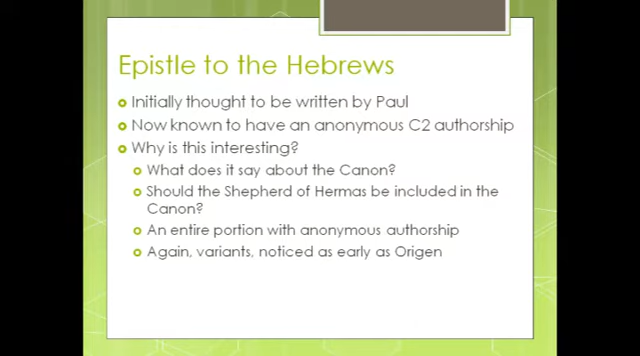 Epistle to the Hebrews
Initially thought to be written by Paul
Now known to have an anonymous C2 authorship
Why is this interesting?
What does it say about the Canon?
Should the Shepherd of Hermas be included in the
Canon?
An entire portion with anonymous authorship
Again, variants, noticed as early as Origen